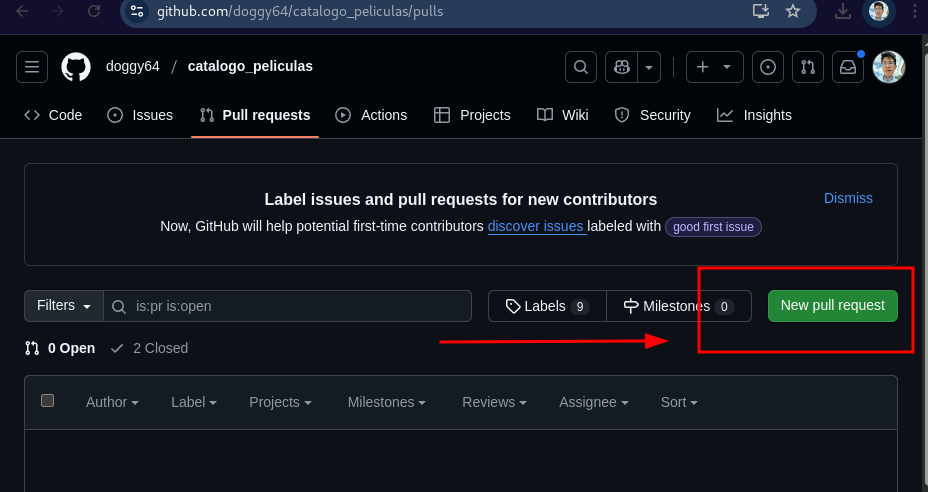 github.com/doggy64/catalogo_peliculas/pulls
doggy64 / catalogo_peliculas
Code Issues Pull requests Actions Projects Wiki Security Insights
Label issues and pull requests for new contributors
Dismiss
Now, GitHub will help potential first-time contributors discover issues labeled with good first issue
Filters is:pr is:open Labels 9 Milestones 0 New pull request
0 Open 2 Closed
Author Label Projects Milestones Reviews Assignee Sort